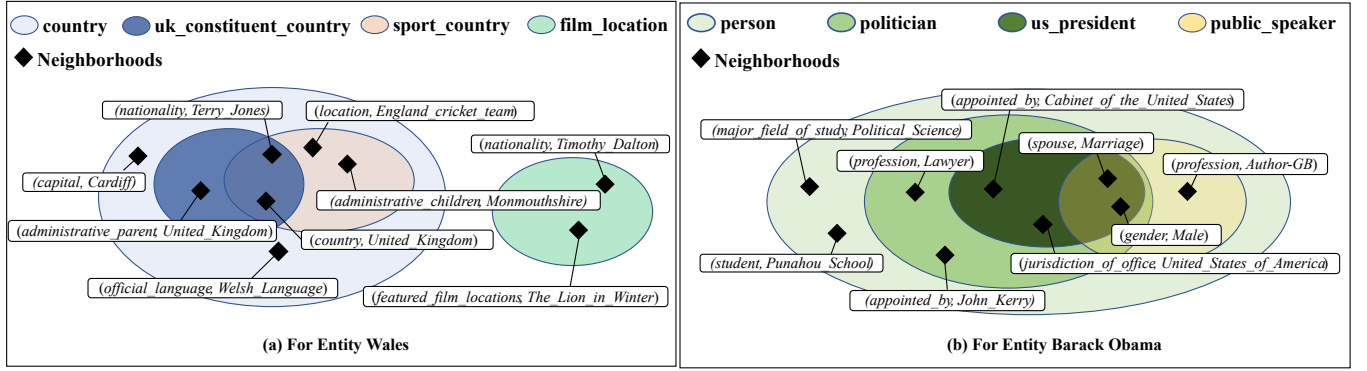 country uk_constituent_country sport_country film_location
Neighborhoods
(nationality, Terry_Jones)
(location, England_cricket_team)
(nationality, Timothy_Dalton)
(capital, Cardiff)
(administrative_children, Monmouthshire)
(administrative_parent, United_Kingdom)
(country, United_Kingdom)
(official_language, Welsh_Language)
(featured_film_locations, The_Lion_in_Winter)
(a) For Entity Wales
person politician us_president public_speaker
Neighborhoods
(appointed_by, Cabinet_of_the_United_States)
(major_field_of_study, Political_Science)
(spouse, Marriage)
(profession, Lawyer)
(profession, Author-GB)
(gender, Male)
(student, Punahou_School)
(jurisdiction_of_office, United_States_of_America)
(appointed_by, John_Kerry)
(b) For Entity Barack Obama